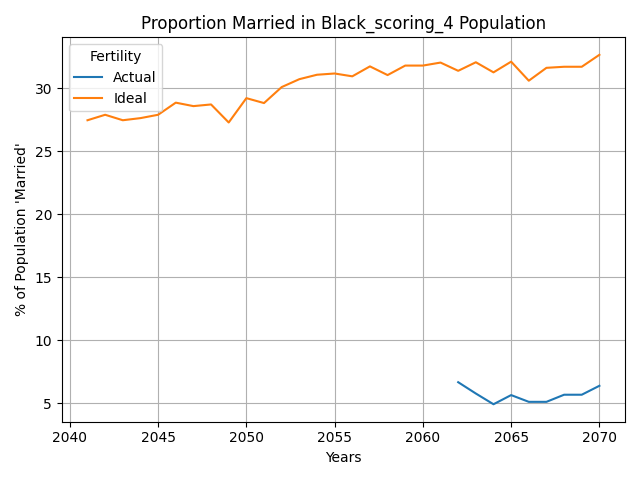 Proportion Married in Black_scoring_4 Population
Fertility
Actual
Ideal
% of Population 'Married'
30
25
20
15
10
5
2040 2045 2050 2055 2060 2065 2070
Years